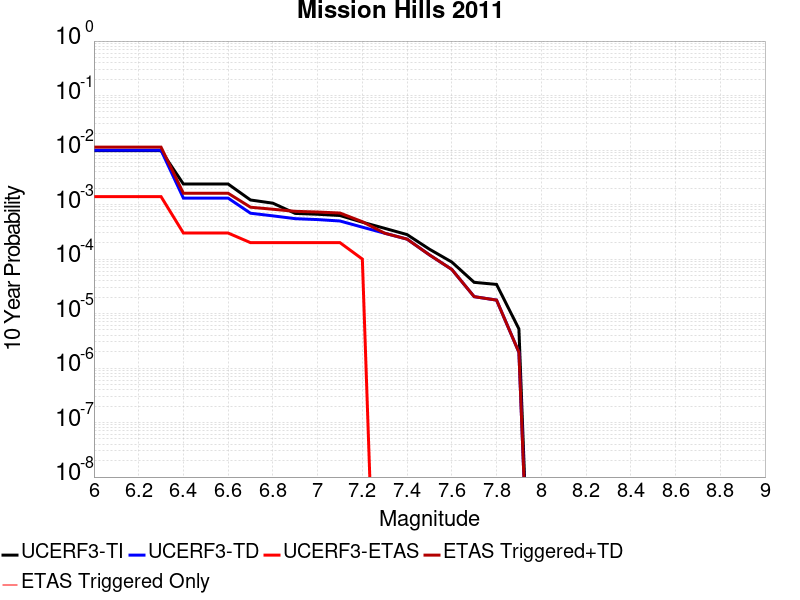 Mission Hills 2011
10 Year Probability
10^0
10^-1
10^-2
10^-3
10^-4
10^-5
10^-6
10^-7
10^-8
6 6.2 6.4 6.6 6.8 7 7.2 7.4 7.6 7.8 8 8.2 8.4 8.6 8.8 9
Magnitude
UCERF3-TI UCERF3-TD UCERF3-ETAS ETAS Triggered+TD
ETAS Triggered Only